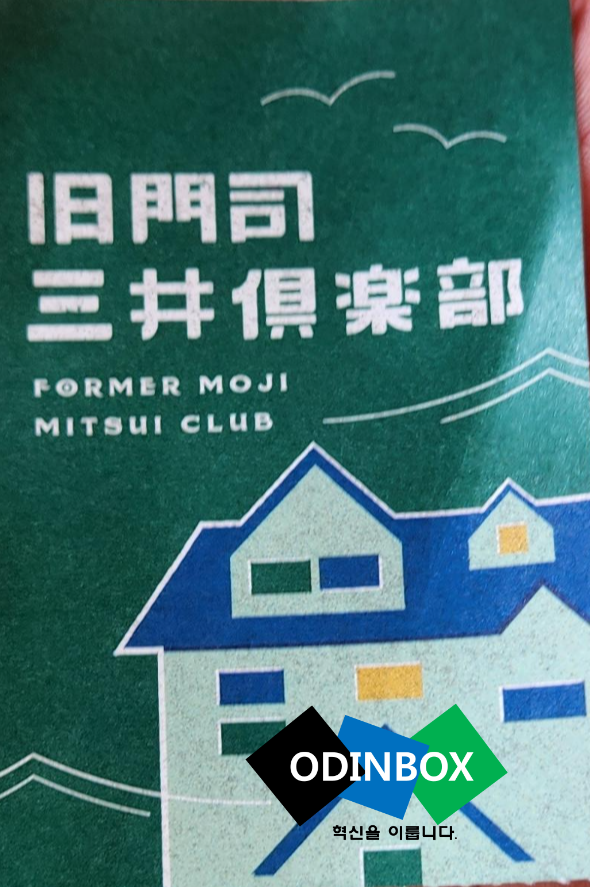 旧門司
三井倶楽部
FORMER MOJI
MITSUI CLUB
ODINBOX
혁신을 이룹니다.